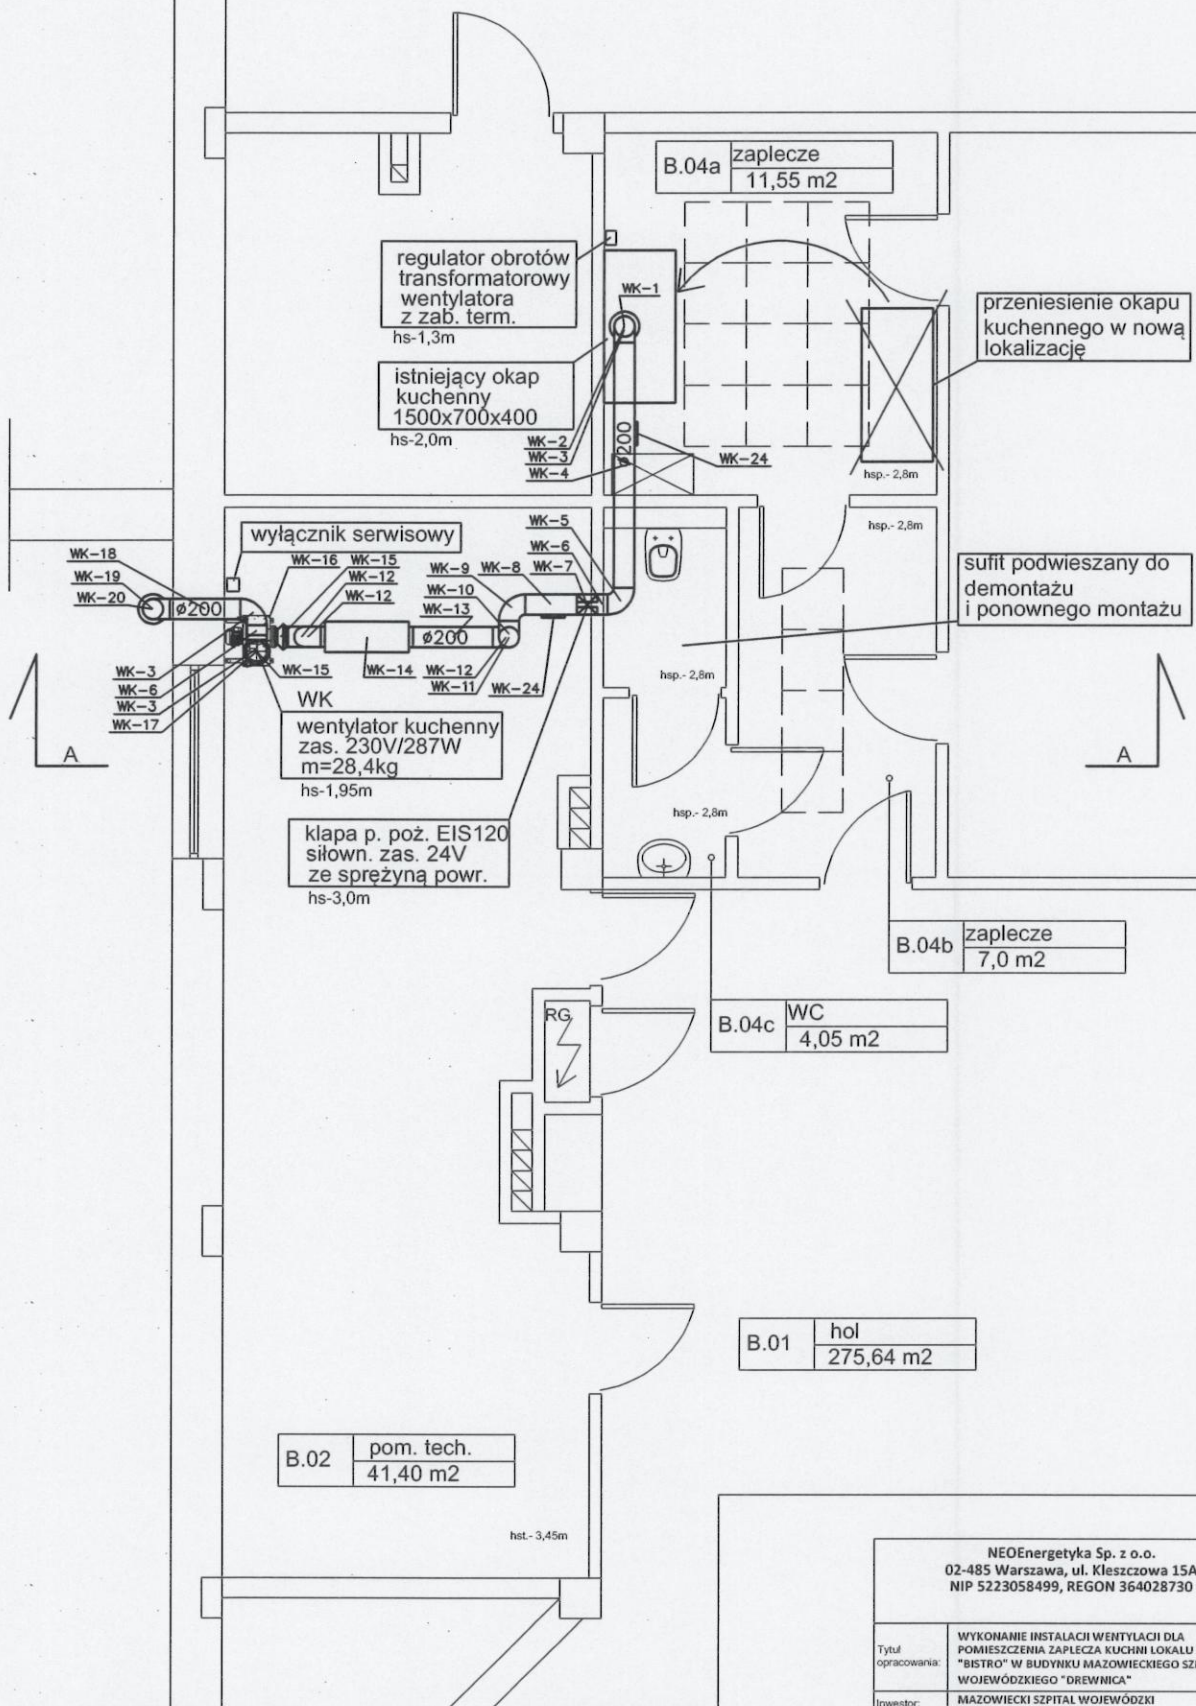 B.04a
zaplecze
11,55 m2
regulator obrotów
transformatorowy
wentylatora
z zab. term.
hs-1,3m
WK-1
przeniesienie okapu
kuchennego w nową
lokalizację
istniejący okap
kuchenny
1500x700x400
hs-2,0m
WK-2
WK-3
WK-4
ø200
WK-24
hsp.- 2,8m
hsp.- 2,8m
wyłącznik serwisowy
WK-5
WK-6
WK-7
WK-18
WK-19
WK-20
ø200
WK-16
WK-15
WK-12
WK-12
WK-9
WK-8
WK-10
WK-13
ø200
sufit podwieszany do
demontażu
i ponownego montażu
WK-3
WK-6
WK-3
WK-17
WK-15
WK-14
WK-12
WK-11
WK-24
hsp.- 2,8m
WK
wentylator kuchenny
zas. 230V/287W
m=28,4kg
hs-1,95m
A
A
hsp.- 2,8m
klapa p. poż. EIS120
siłown. zas. 24V
ze sprężyną powr.
hs-3,0m
B.04b
zaplecze
7,0 m2
RG
B.04c
WC
4,05 m2
B.01
hol
275,64 m2
B.02
pom. tech.
41,40 m2
hst.- 3,45m
NEOEnergetyka Sp. z o.o.
02-485 Warszawa, ul. Kleszczowa 15A
NIP 5223058499, REGON 364028730
Tytuł
opracowania:
WYKONANIE INSTALACJI WENTYLACJI DLA
POMIESZCZENIA ZAPLECZA KUCHNI LOKALU
"BISTRO" W BUDYNKU MAZOWIECKIEGO SZ
WOJEWÓDZKIEGO "DREWNICA"
Inwestor:
MAZOWIECKI SZPITAL WOJEWÓDZKI